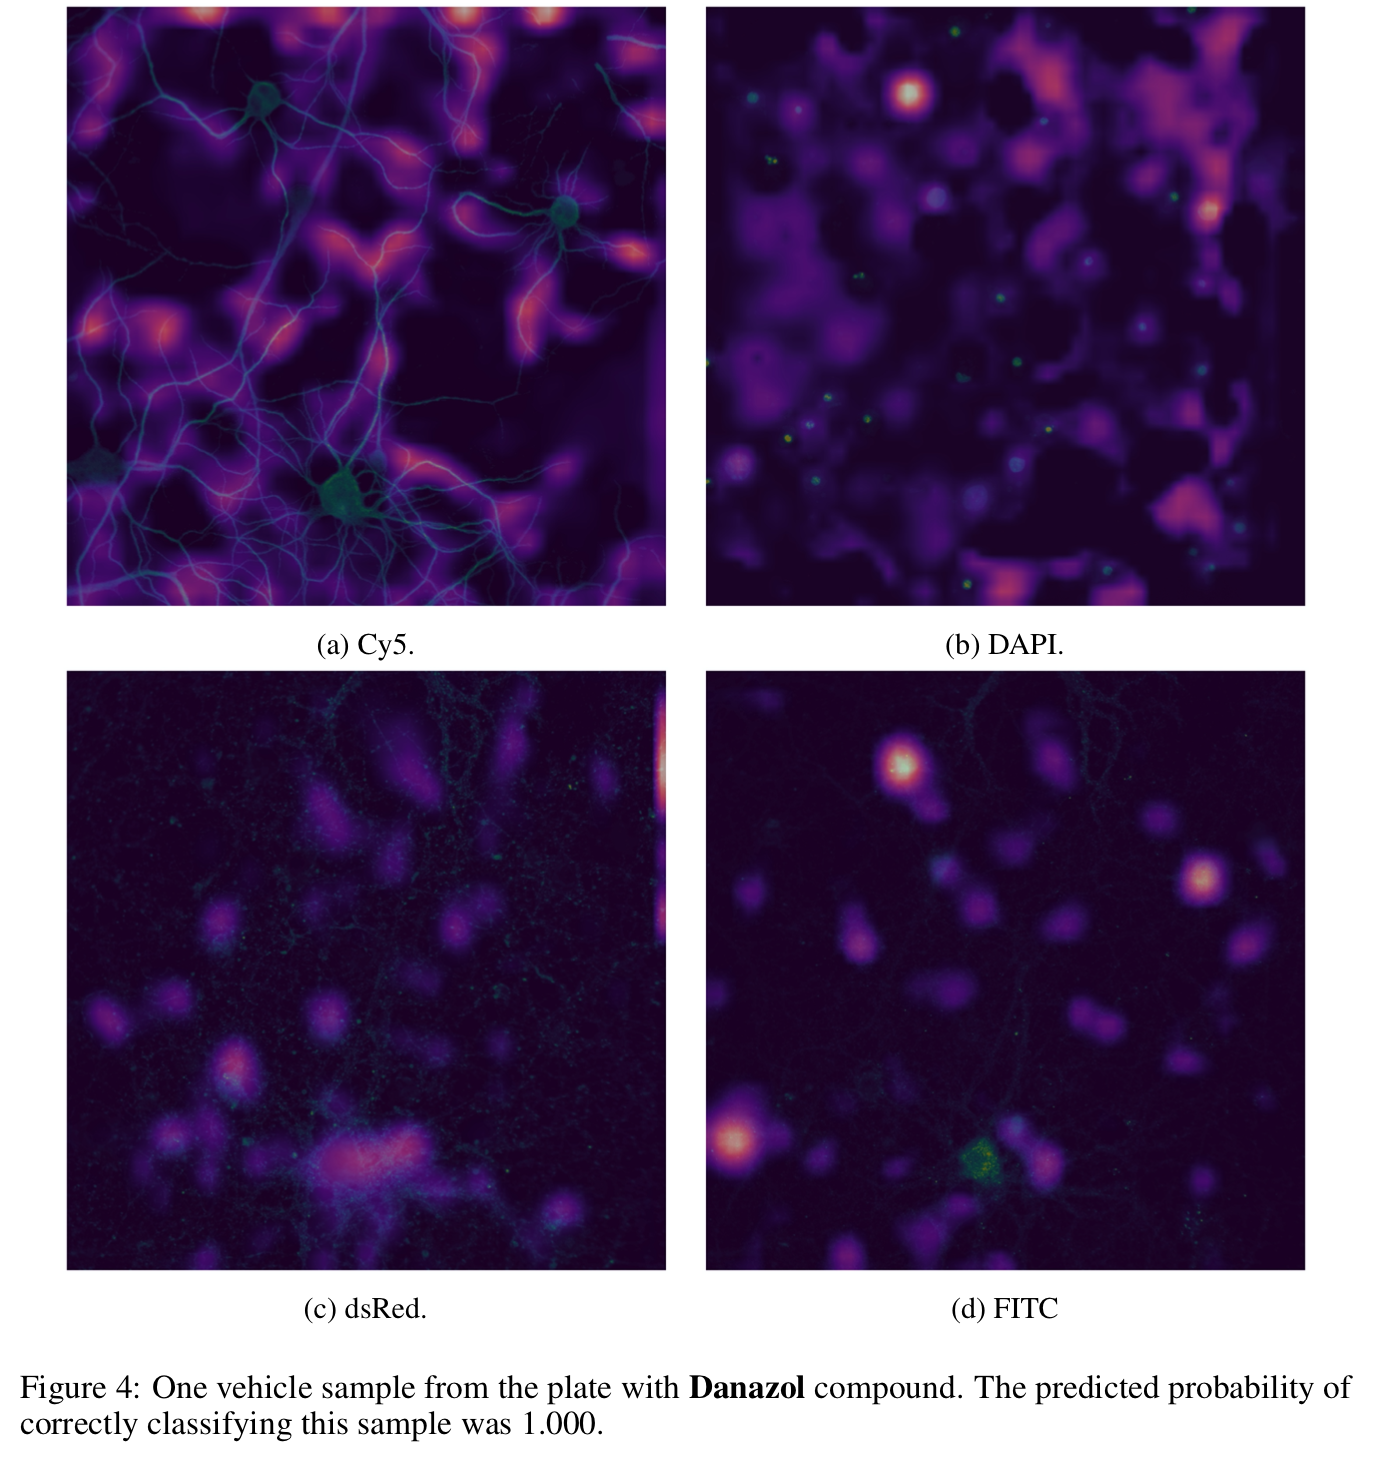 (a) Cy5.
(b) DAPI.
(c) dsRed.
(d) FITC
Figure 4: One vehicle sample from the plate with Danazol compound. The predicted probability of
correctly classifying this sample was 1.000.